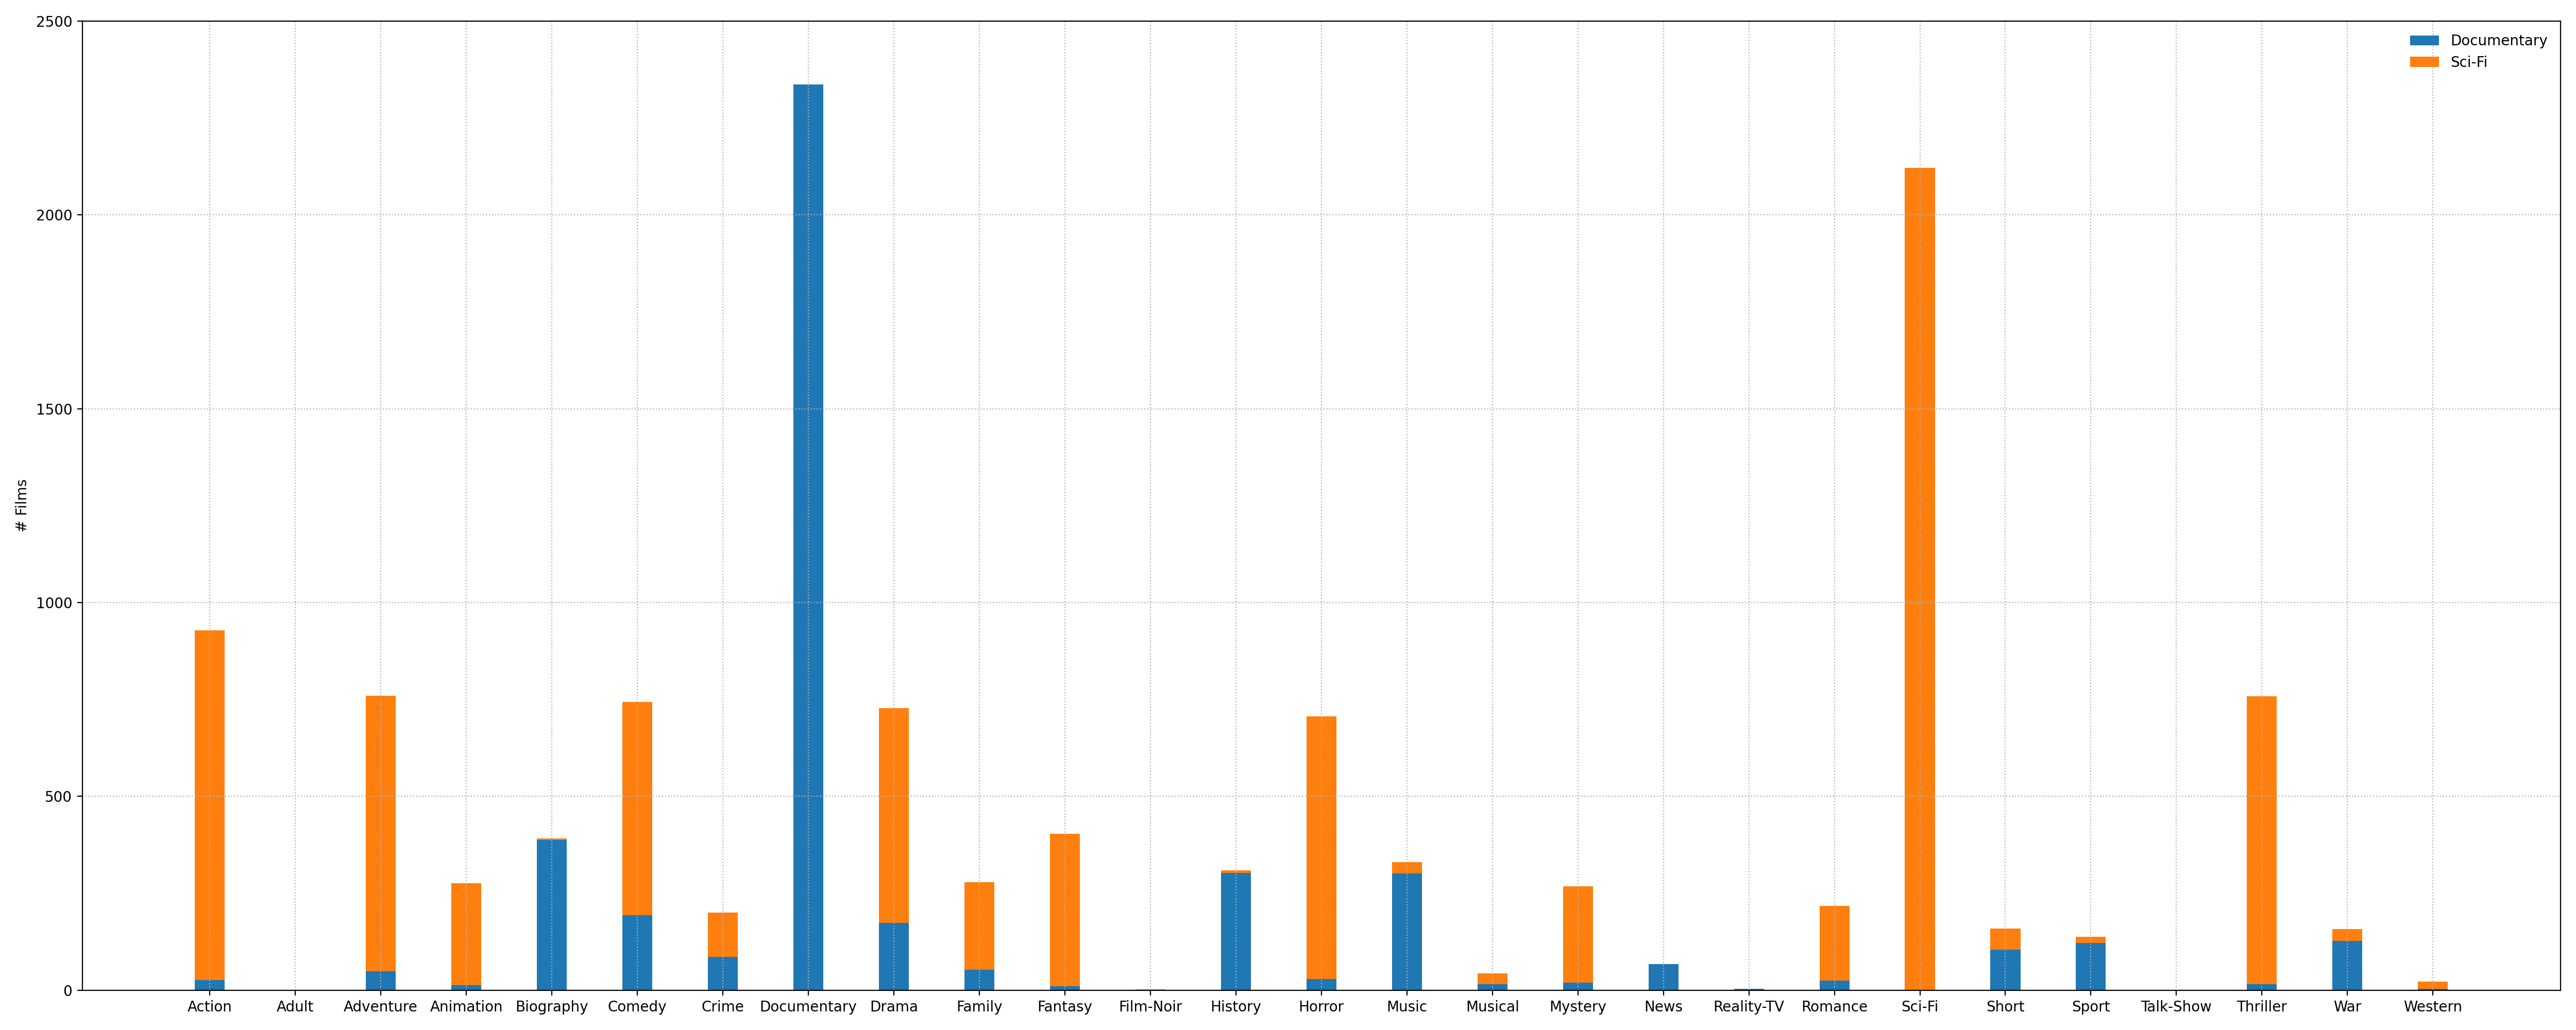 2500
2000
1500
1000
500
0
# Films
Documentary
Sci-Fi
Action Adult Adventure Animation Biography Comedy Crime Documentary Drama Family Fantasy Film-Noir History Horror Music Musical Mystery News Reality-TV Romance Sci-Fi Short Sport Talk-Show Thriller War Western